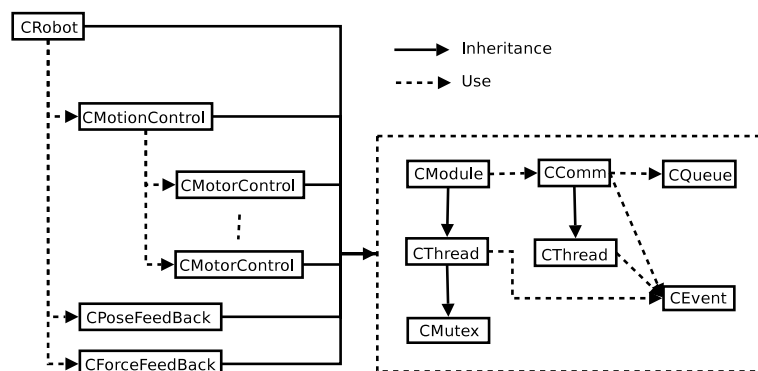 CRobot
Inheritance
Use
CMotionControl
CMotorControl
CMotorControl
CPoseFeedBack
CForceFeedBack
CModule
CComm
CQueue
CThread
CThread
CEvent
CMutex